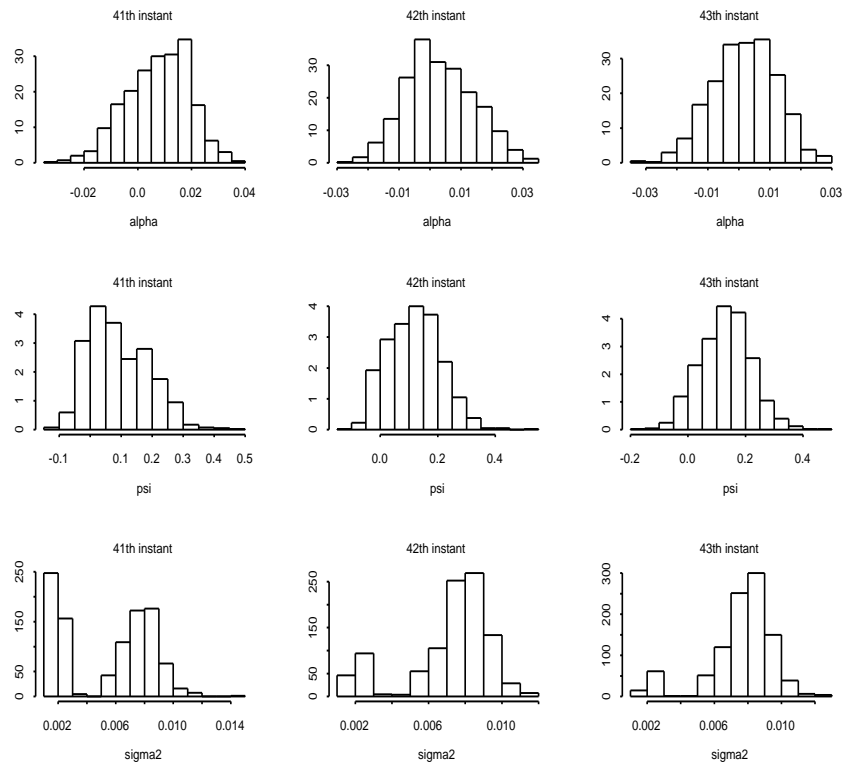 41th instant
42th instant
43th instant
0 10 20 30
0 10 20 30
0 10 20 30
-0.02 0.0 0.02 0.04
-0.03 -0.01 0.01 0.03
-0.03 -0.01 0.01 0.03
alpha
alpha
alpha
41th instant
42th instant
43th instant
0 1 2 3 4
0 1 2 3 4
0 1 2 3 4
-0.1 0.1 0.2 0.3 0.4 0.5
0.0 0.2 0.4
-0.2 0.0 0.2 0.4
psi
psi
psi
41th instant
42th instant
43th instant
0 50 150 250
0 50 150 250
0 100 200 300
0.002 0.006 0.010 0.014
0.002 0.006 0.010
0.002 0.006 0.010
sigma2
sigma2
sigma2